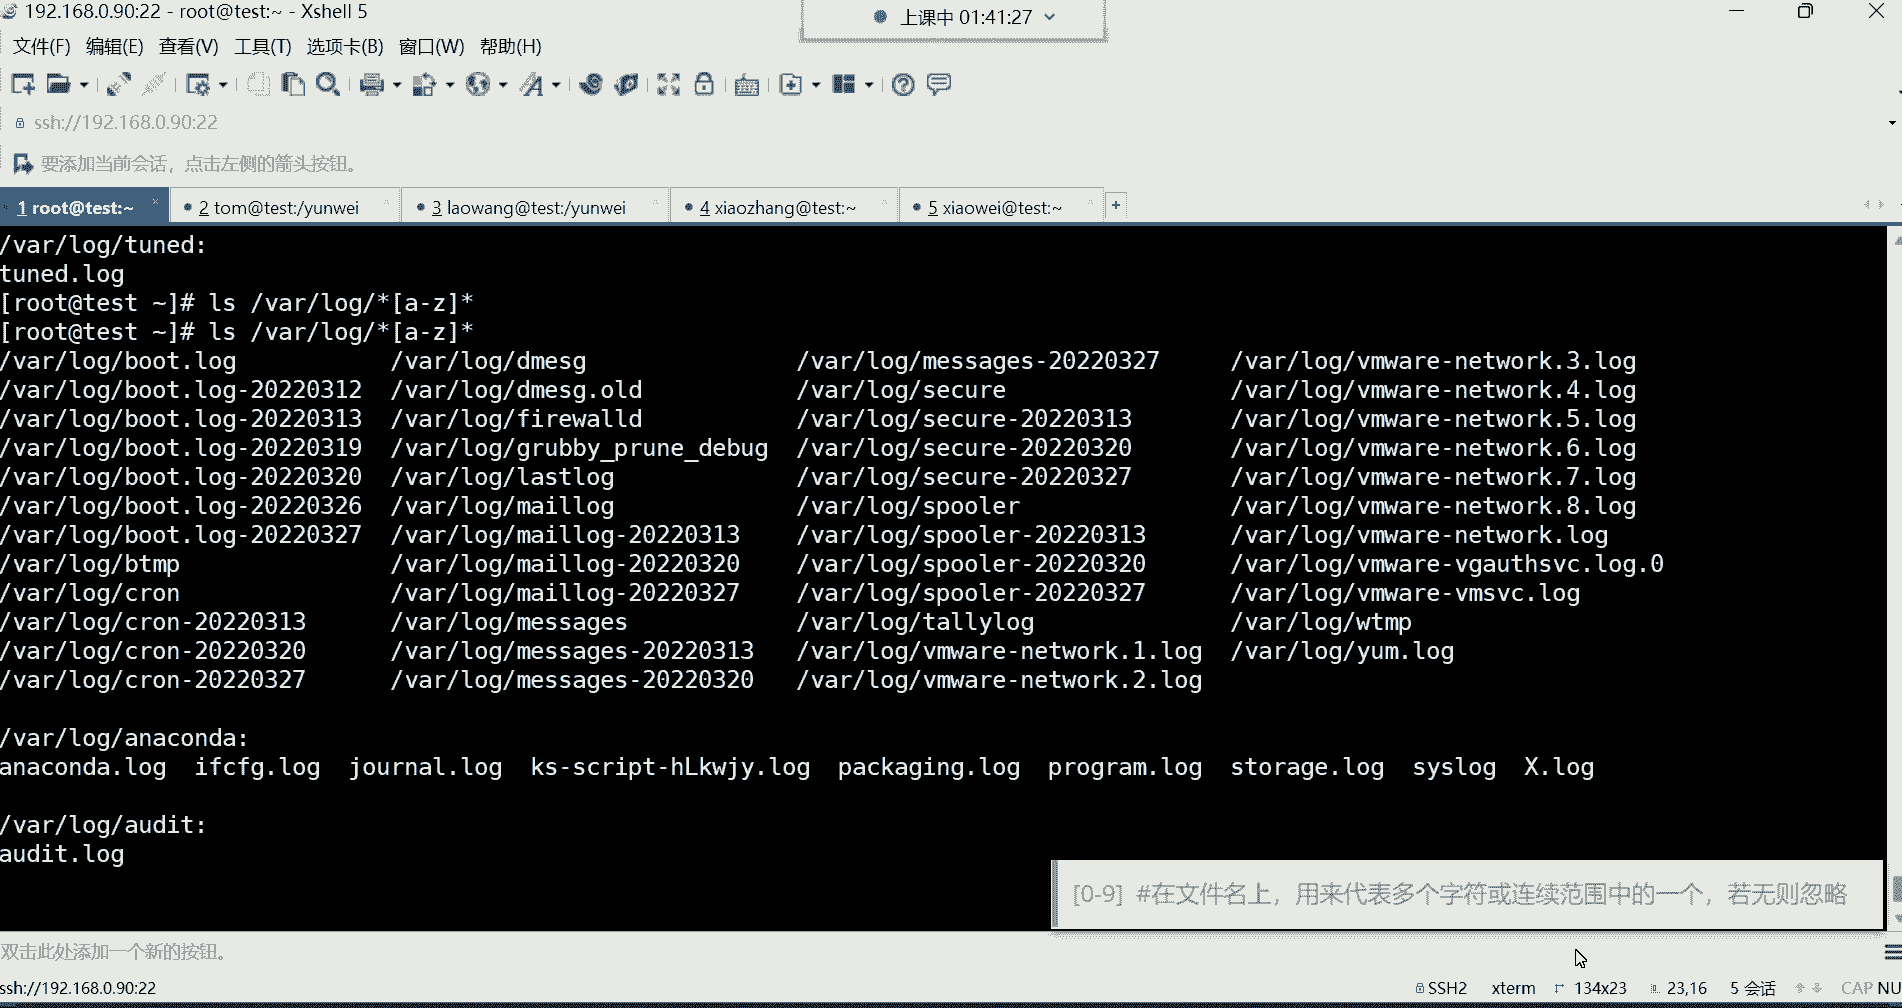 192.168.0.90:22 - root@test:~ - Xshell 5
上课中 01:41:27
文件(F) 编辑(E) 查看(V) 工具(T) 选项卡(B) 窗口(W) 帮助(H)
ssh://192.168.0.90:22
要添加当前会话，点击左侧的箭头按钮。
1 root@test:~ 2 tom@test:/yunwei 3 laowang@test:/yunwei 4 xiaozhang@test:~ 5 xiaowei@test:~ +
/var/log/tuned:
tuned.log
[root@test ~]# ls /var/log/*[a-z]*
[root@test ~]# ls /var/log/*[a-z]*
/var/log/boot.log /var/log/dmesg /var/log/messages-20220327 /var/log/vmware-network.3.log
/var/log/boot.log-20220312 /var/log/dmesg.old /var/log/secure /var/log/vmware-network.4.log
/var/log/boot.log-20220313 /var/log/firewalld /var/log/secure-20220313 /var/log/vmware-network.5.log
/var/log/boot.log-20220319 /var/log/grubby_prune_debug /var/log/secure-20220320 /var/log/vmware-network.6.log
/var/log/boot.log-20220320 /var/log/lastlog /var/log/secure-20220327 /var/log/vmware-network.7.log
/var/log/boot.log-20220326 /var/log/maillog /var/log/spooler /var/log/vmware-network.8.log
/var/log/boot.log-20220327 /var/log/maillog-20220313 /var/log/spooler-20220313 /var/log/vmware-network.log
/var/log/btmp /var/log/maillog-20220320 /var/log/spooler-20220320 /var/log/vmware-vgauthsvc.log.0
/var/log/cron /var/log/maillog-20220327 /var/log/spooler-20220327 /var/log/vmware-vmsvc.log
/var/log/cron-20220313 /var/log/messages /var/log/tallylog /var/log/wtmp
/var/log/cron-20220320 /var/log/messages-20220313 /var/log/vmware-network.1.log /var/log/yum.log
/var/log/cron-20220327 /var/log/messages-20220320 /var/log/vmware-network.2.log
/var/log/anaconda:
anaconda.log ifcfg.log journal.log ks-script-hLkwjy.log packaging.log program.log storage.log syslog X.log
/var/log/audit:
audit.log
[0-9] #在文件名上，用来代表多个字符或连续范围中的一个，若无则忽略
双击此处添加一个新的按钮。
ssh://192.168.0.90:22 SSH2 xterm 134x23 23,16 5 会话 CAP NU